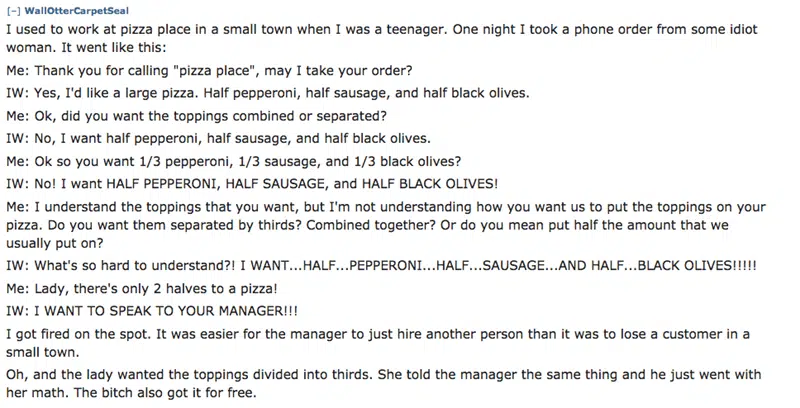 [–] WallOtterCarpetSeal
I used to work at pizza place in a small town when I was a teenager. One night I took a phone order from some idiot
woman. It went like this:
Me: Thank you for calling "pizza place", may I take your order?
IW: Yes, I'd like a large pizza. Half pepperoni, half sausage, and half black olives.
Me: Ok, did you want the toppings combined or separated?
IW: No, I want half pepperoni, half sausage, and half black olives.
Me: Ok so you want 1/3 pepperoni, 1/3 sausage, and 1/3 black olives?
IW: No! I want HALF PEPPERONI, HALF SAUSAGE, and HALF BLACK OLIVES!
Me: I understand the toppings that you want, but I'm not understanding how you want us to put the toppings on your
pizza. Do you want them separated by thirds? Combined together? Or do you mean put half the amount that we
usually put on?
IW: What's so hard to understand?! I WANT...HALF...PEPPERONI...HALF...SAUSAGE...AND HALF...BLACK OLIVES!!!!!
Me: Lady, there's only 2 halves to a pizza!
IW: I WANT TO SPEAK TO YOUR MANAGER!!!
I got fired on the spot. It was easier for the manager to just hire another person than it was to lose a customer in a
small town.
Oh, and the lady wanted the toppings divided into thirds. She told the manager the same thing and he just went with
her math. The bitch also got it for free.